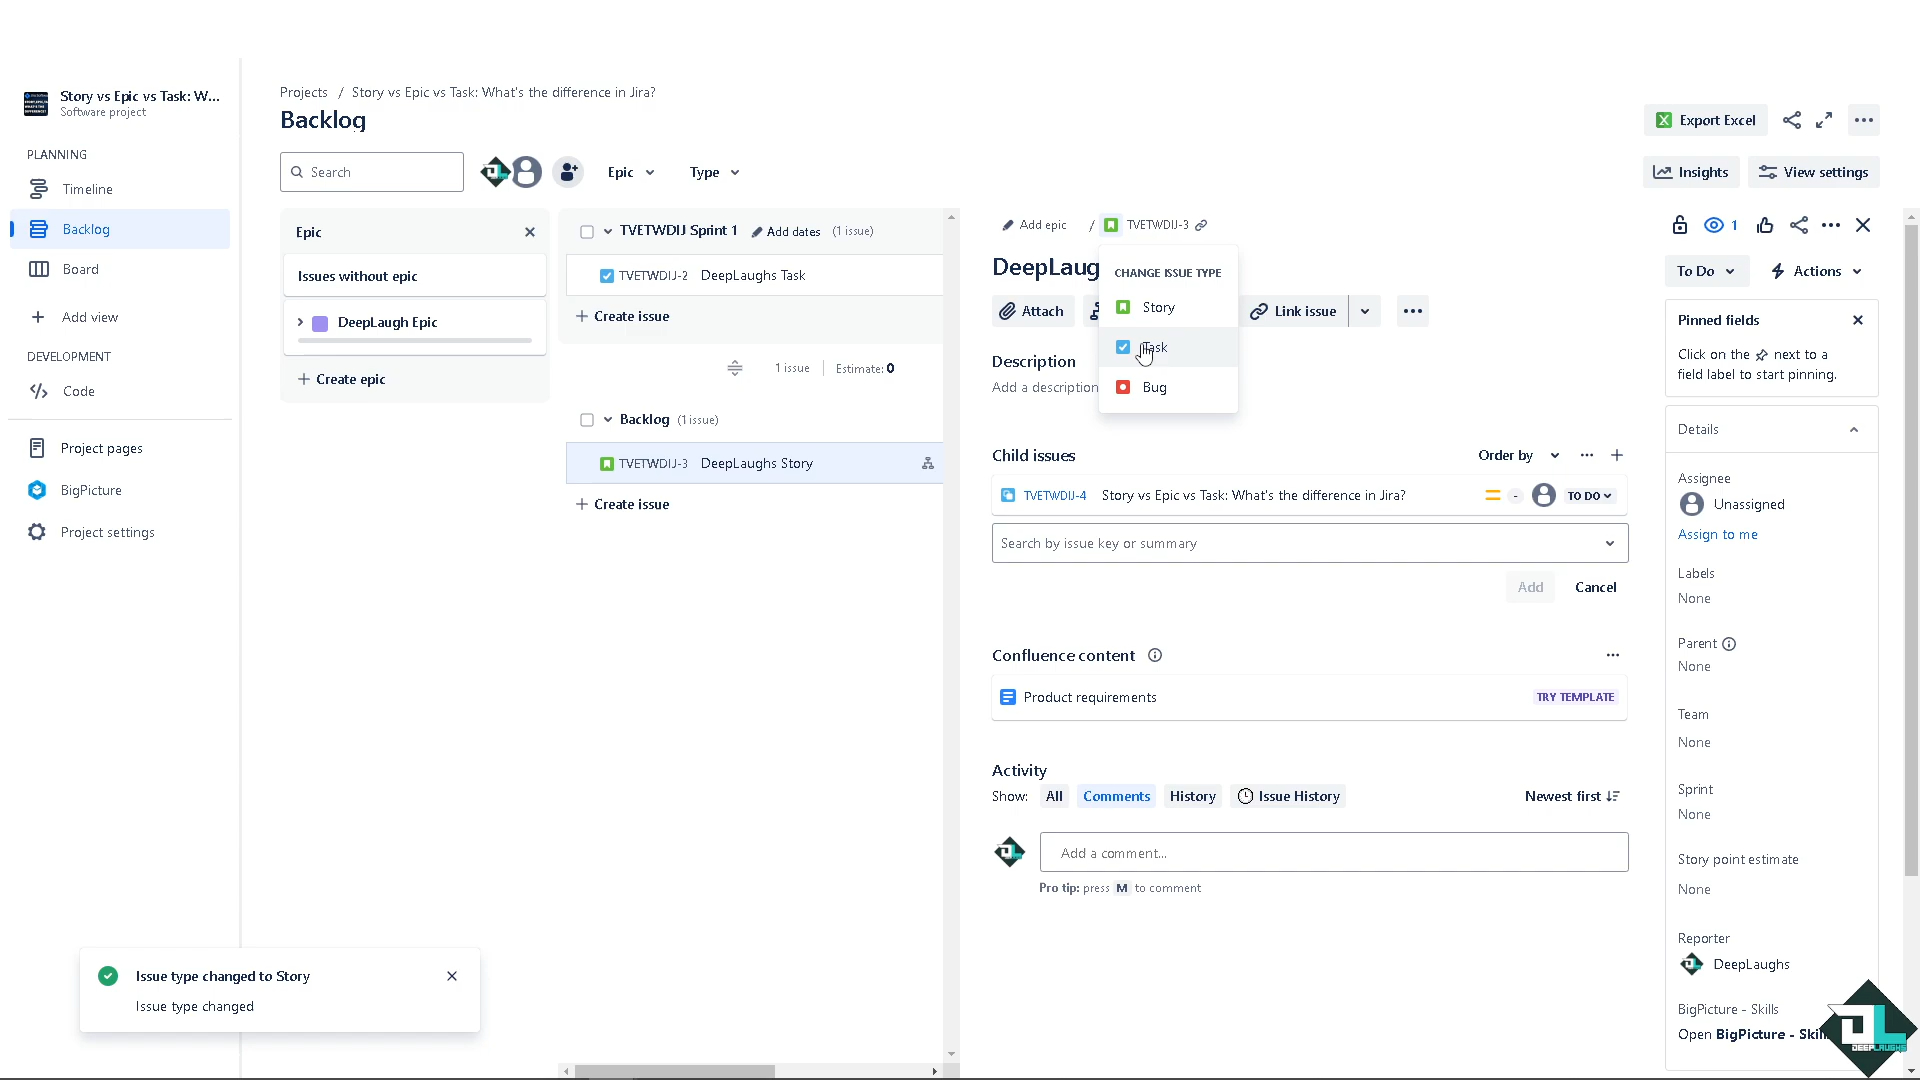 Story vs Epic vs Task: W...
Software project
PLANNING
Timeline
Backlog
Board
Add view
DEVELOPMENT
Code
Project pages
BigPicture
Project settings
Projects / Story vs Epic vs Task: What's the difference in Jira?
Backlog
Export Excel
Search
Epic
Type
Insights
View settings
Epic
Issues without epic
DeepLaugh Epic
Create epic
TVETWDIJ Sprint 1 Add dates (1 issue)
TVETWDIJ-2 DeepLaughs Task
Create issue
1 issue Estimate: 0
Backlog (1 issue)
TVETWDIJ-3 DeepLaughs Story
Create issue
Add epic / TVETWDIJ-3
1
DeepLaug
To Do
Actions
CHANGE ISSUE TYPE
Story
Task
Bug
Attach
Link issue
Description
Add a description
Child issues
Order by
TVETWDIJ-4 Story vs Epic vs Task: What's the difference in Jira? - TO DO
Search by issue key or summary
Add Cancel
Confluence content
Product requirements TRY TEMPLATE
Activity
Show: All Comments History Issue History Newest first
Add a comment...
Pro tip: press M to comment
Pinned fields
Click on the next to a
field label to start pinning.
Details
Assignee
Unassigned
Assign to me
Labels
None
Parent
None
Team
None
Sprint
None
Story point estimate
None
Reporter
DeepLaughs
BigPicture - Skills
Open BigPicture - Skil
Issue type changed to Story
Issue type changed
DEEPLAUGHS